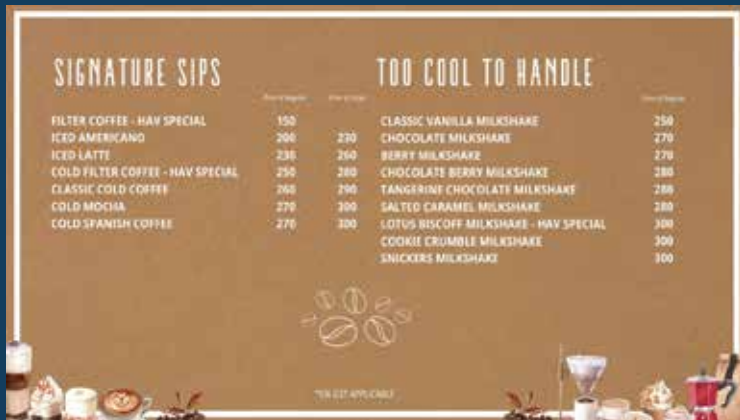 SIGNATURE SIPS
FILTER COFFEE - HAV SPECIAL 150
ICED AMERICANO 200 230
ICED LATTE 230 260
COLD FILTER COFFEE - HAV SPECIAL 250 280
CLASSIC COLD COFFEE 260 290
COLD MOCHA 270 300
COLD SPANISH COFFEE 270 300
TOO COOL TO HANDLE
CLASSIC VANILLA MILKSHAKE 250
CHOCOLATE MILKSHAKE 270
BERRY MILKSHAKE 270
CHOCOLATE BERRY MILKSHAKE 280
TANGERINE CHOCOLATE MILKSHAKE 280
SALTED CARAMEL MILKSHAKE 280
LOTUS BISCOFF MILKSHAKE - HAV SPECIAL 300
COOKIE CRUMBLE MILKSHAKE 300
SNICKERS MILKSHAKE 300
GST APPLICABLE